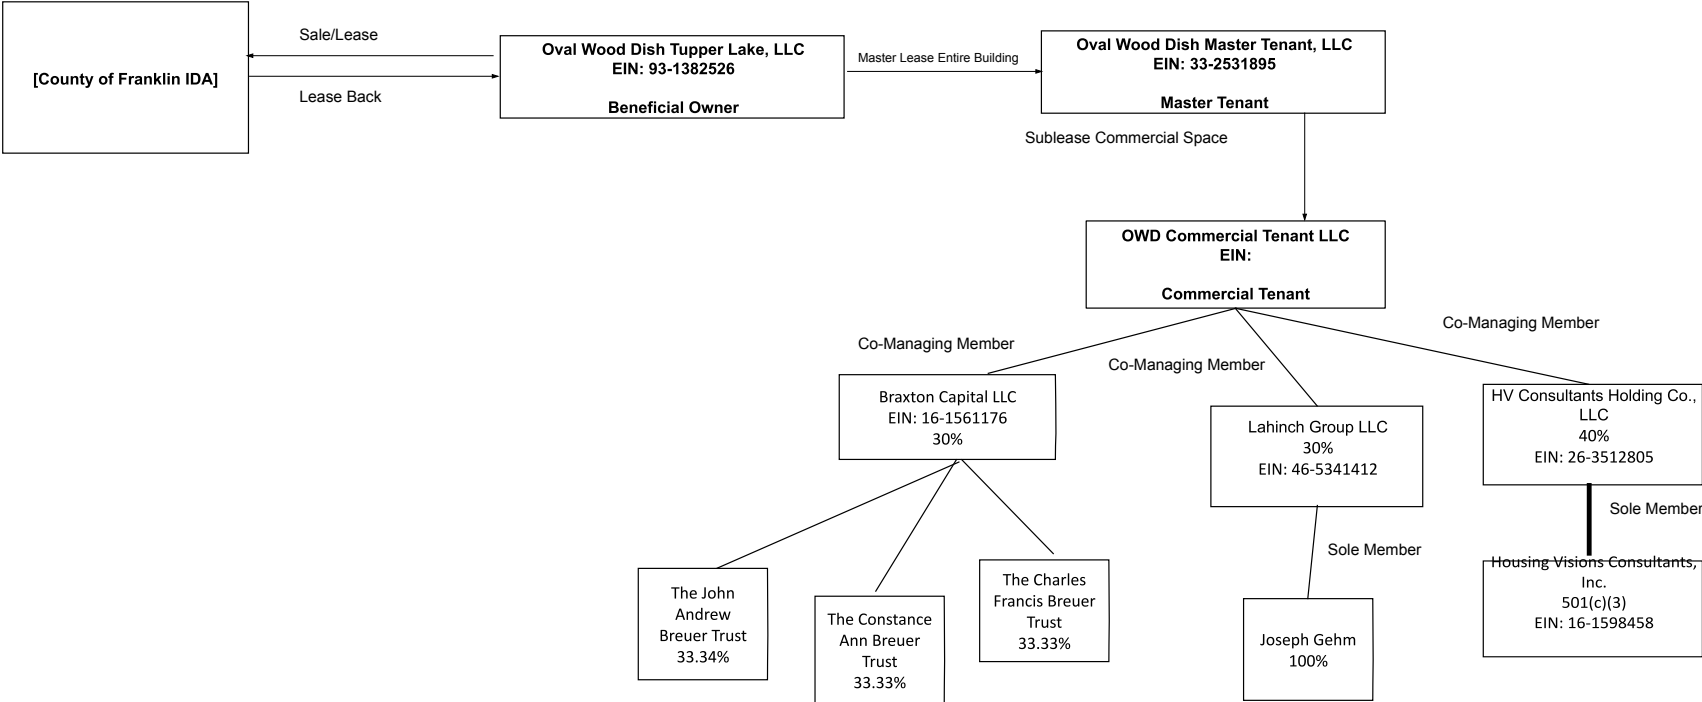 Sale/Lease
[County of Franklin IDA]
Lease Back
Oval Wood Dish Tupper Lake, LLC
EIN: 93-1382526
Beneficial Owner
Master Lease Entire Building
Oval Wood Dish Master Tenant, LLC
EIN: 33-2531895
Master Tenant
Sublease Commercial Space
OWD Commercial Tenant LLC
EIN:
Commercial Tenant
Co-Managing Member
Co-Managing Member
Co-Managing Member
Braxton Capital LLC
EIN: 16-1561176
30%
Lahinch Group LLC
30%
EIN: 46-5341412
HV Consultants Holding Co.,
LLC
40%
EIN: 26-3512805
Sole Member
Sole Member
The John
Andrew
Breuer Trust
33.34%
The Constance
Ann Breuer
Trust
33.33%
The Charles
Francis Breuer
Trust
33.33%
Joseph Gehm
100%
Housing Visions Consultants,
Inc.
501(c)(3)
EIN: 16-1598458